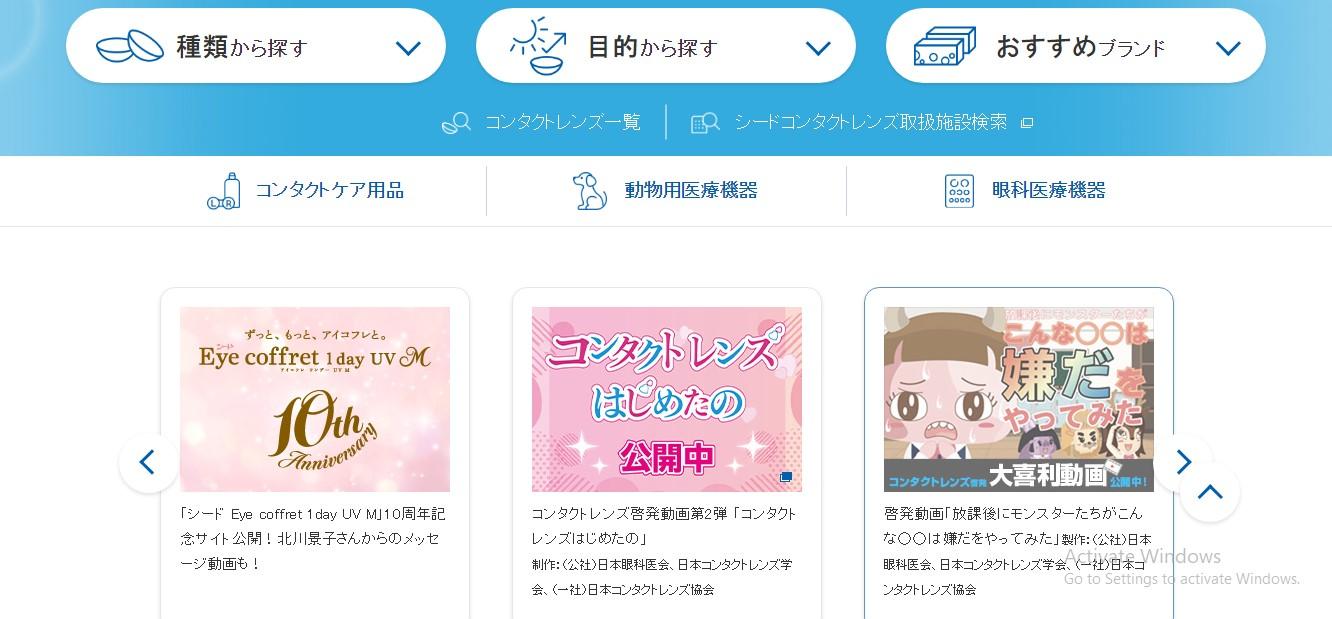 種類から探す
目的から探す
おすすめブランド
コンタクトレンズ一覧
シードコンタクトレンズ取扱施設検索
コンタクトケア用品
動物用医療機器
眼科医療機器
ずっと、もっと、アイコフレと。
シード
Eye coffret 1day UV M
アイコフレ ワンデー UV M
10th
Anniversary
「シード Eye coffret 1day UV M」10周年記
念サイト公開！北川景子さんからのメッセ
ージ動画も！
コンタクトレンズ
はじめたの
公開中
コンタクトレンズ啓発動画第2弾「コンタクト
レンズはじめたの」
制作:(公社)日本眼科医会、日本コンタクトレンズ学
会、(一社)日本コンタクトレンズ協会
放課後にモンスターたちが
こんな〇〇は
嫌だを
やってみた
コンタクトレンズ啓発 大喜利動画 公開中!
啓発動画「放課後にモンスターたちがこん
な〇〇は嫌だをやってみた」製作:(公社)日本
眼科医会、日本コンタクトレンズ学会、(一社)日本コ
ンタクトレンズ協会
Activate Windows
Go to Settings to activate Windows.